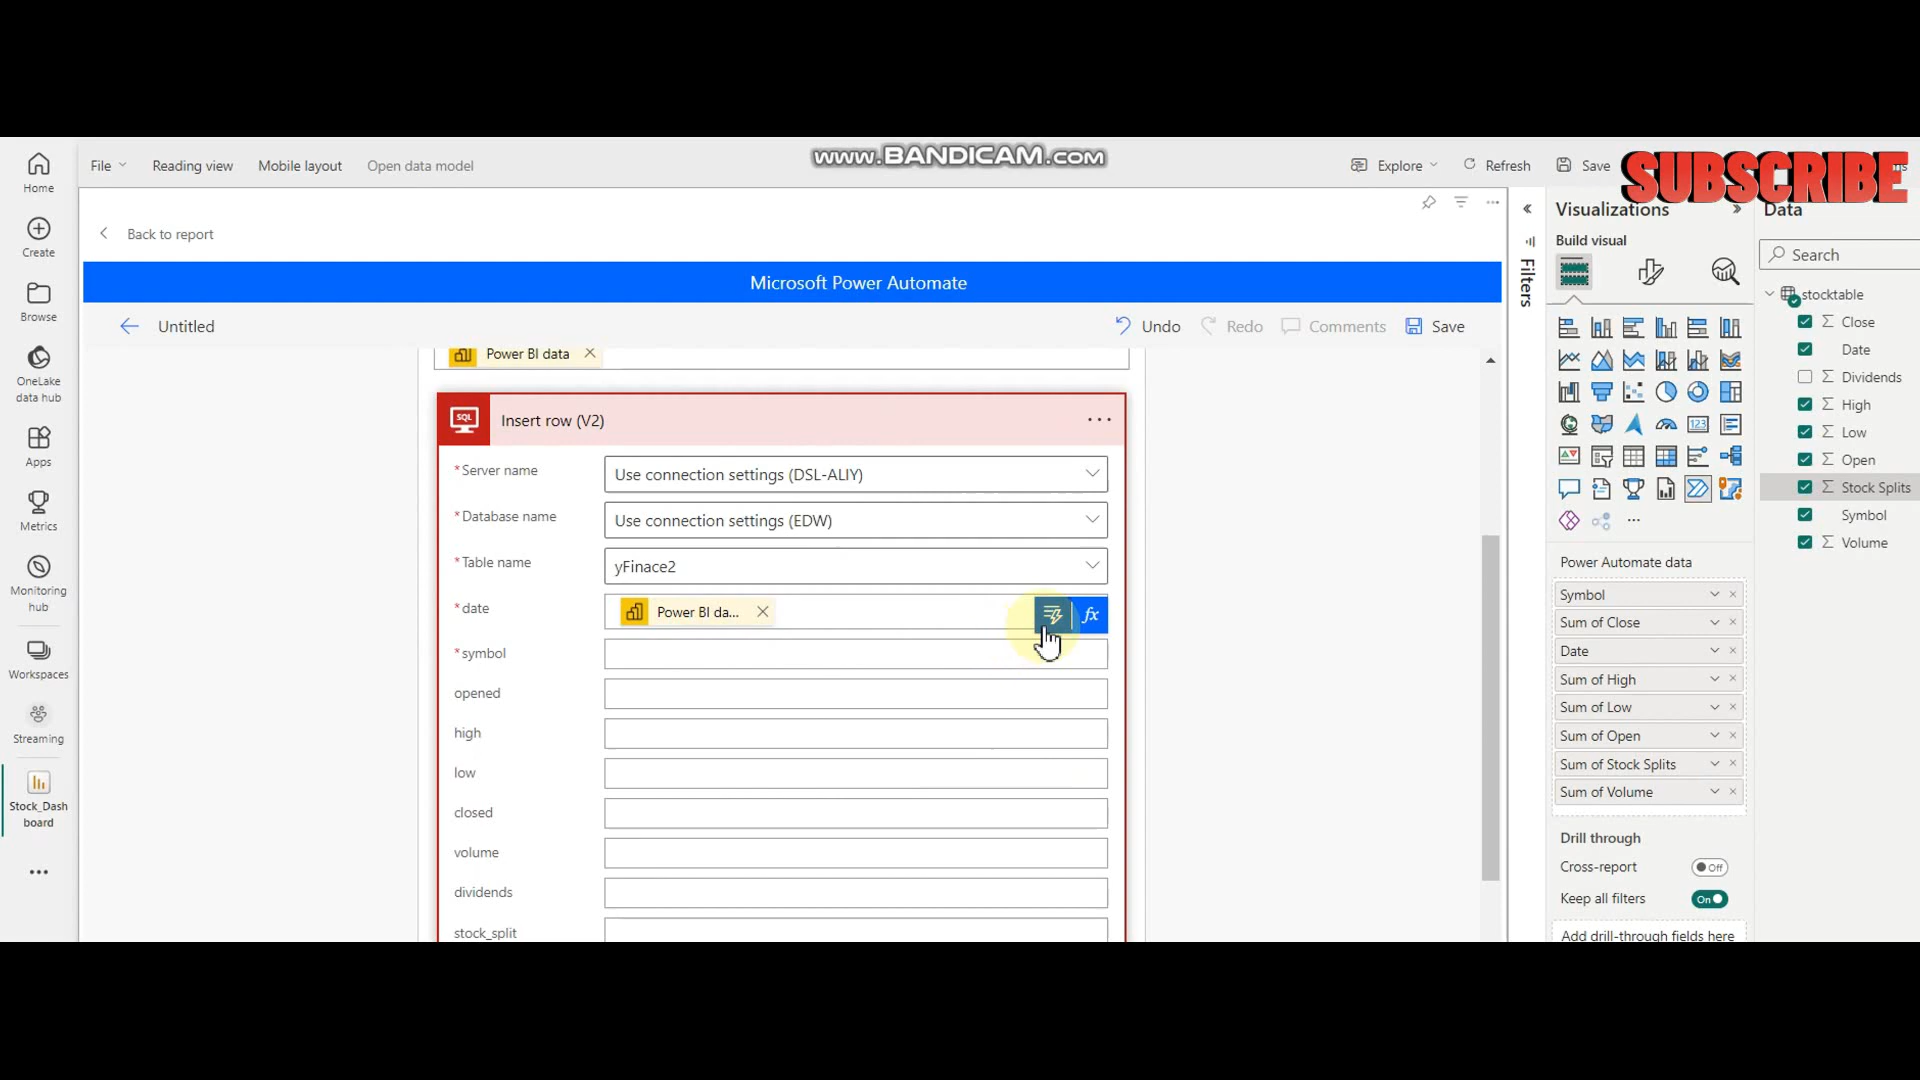 www.BANDICAM.com
SUBSCRIBE
File
Reading view
Mobile layout
Open data model
Explore
Refresh
Save
Home
Create
Browse
OneLake
data hub
Apps
Metrics
Monitoring
hub
Workspaces
Streaming
Stock_Dash
board
Back to report
Microsoft Power Automate
Untitled
Undo
Redo
Comments
Save
Power BI data
SQL
Insert row (V2)
*Server name
Use connection settings (DSL-ALIY)
*Database name
Use connection settings (EDW)
*Table name
yFinace2
*date
Power BI da...
fx
*symbol
opened
high
low
closed
volume
dividends
stock_split
Filters
Visualizations
Build visual
123
Power Automate data
Symbol
Sum of Close
Date
Sum of High
Sum of Low
Sum of Open
Sum of Stock Splits
Sum of Volume
Drill through
Cross-report
Off
Keep all filters
On
Add drill-through fields here
Data
Search
stocktable
Close
Date
Dividends
High
Low
Open
Stock Splits
Symbol
Volume